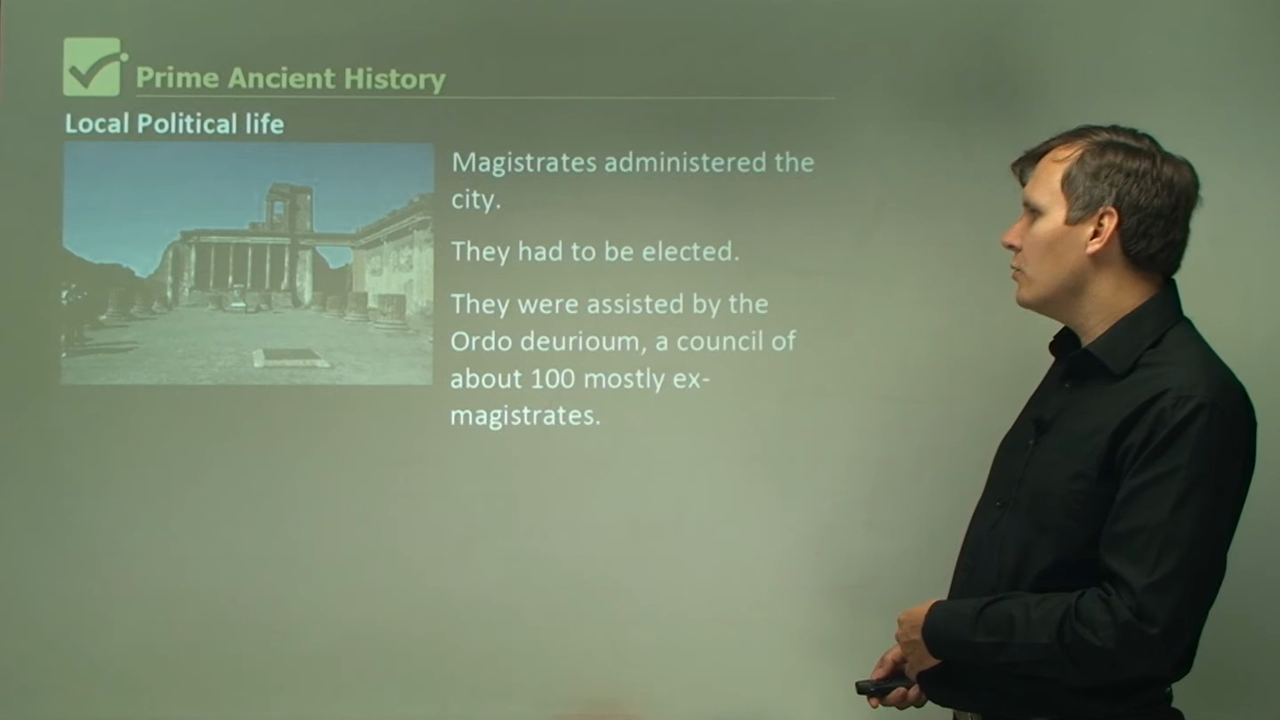 Prime Ancient History
Local Political life
Magistrates administered the
city.
They had to be elected.
They were assisted by the
Ordo deurioum, a council of
about 100 mostly ex-
magistrates.